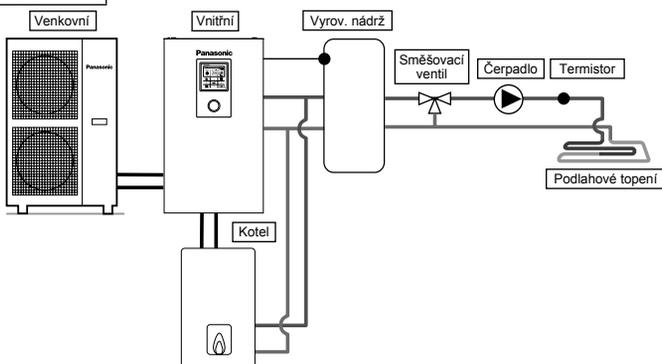 Venkovní
Vnitřní
Vyrov. nádrž
Směšovací
ventil
Čerpadlo
Termistor
Panasonic
Panasonic
Podlahové topení
Kotel